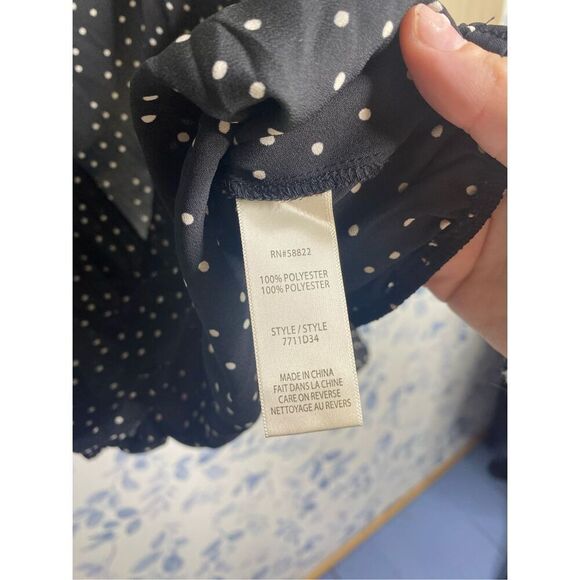 RN#58822
100% POLYESTER
100% POLYESTER
STYLE / STYLE
7711D34
MADE IN CHINA
FAIT DANS LA CHINE
CARE ON REVERSE
NETTOYAGE AU REVERS